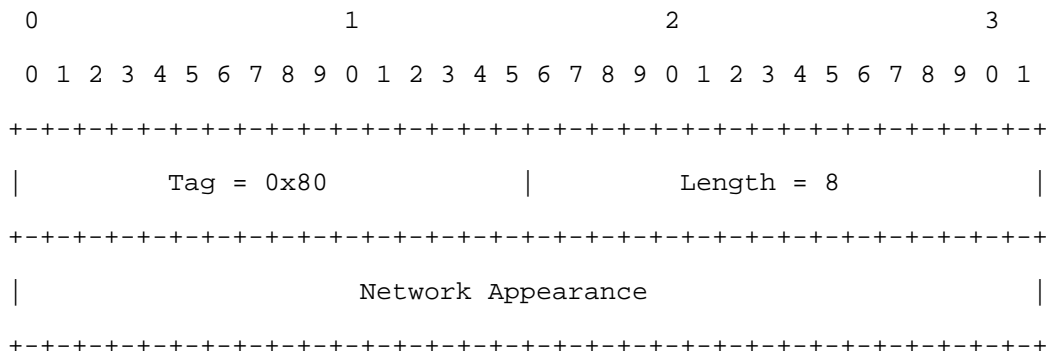 0                   1                   2                   3
 0 1 2 3 4 5 6 7 8 9 0 1 2 3 4 5 6 7 8 9 0 1 2 3 4 5 6 7 8 9 0 1
+-+-+-+-+-+-+-+-+-+-+-+-+-+-+-+-+-+-+-+-+-+-+-+-+-+-+-+-+-+-+-+-+
|         Tag = 0x80            |         Length = 8            |
+-+-+-+-+-+-+-+-+-+-+-+-+-+-+-+-+-+-+-+-+-+-+-+-+-+-+-+-+-+-+-+-+
|                     Network Appearance                        |
+-+-+-+-+-+-+-+-+-+-+-+-+-+-+-+-+-+-+-+-+-+-+-+-+-+-+-+-+-+-+-+-+